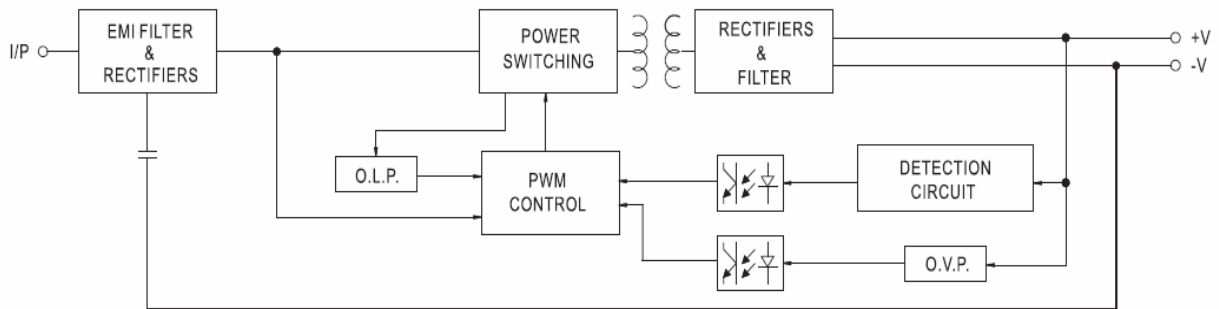 I/P
EMI FILTER
&
RECTIFIERS
POWER
SWITCHING
RECTIFIERS
&
FILTER
+V
-V
O.L.P.
PWM
CONTROL
DETECTION
CIRCUIT
O.V.P.